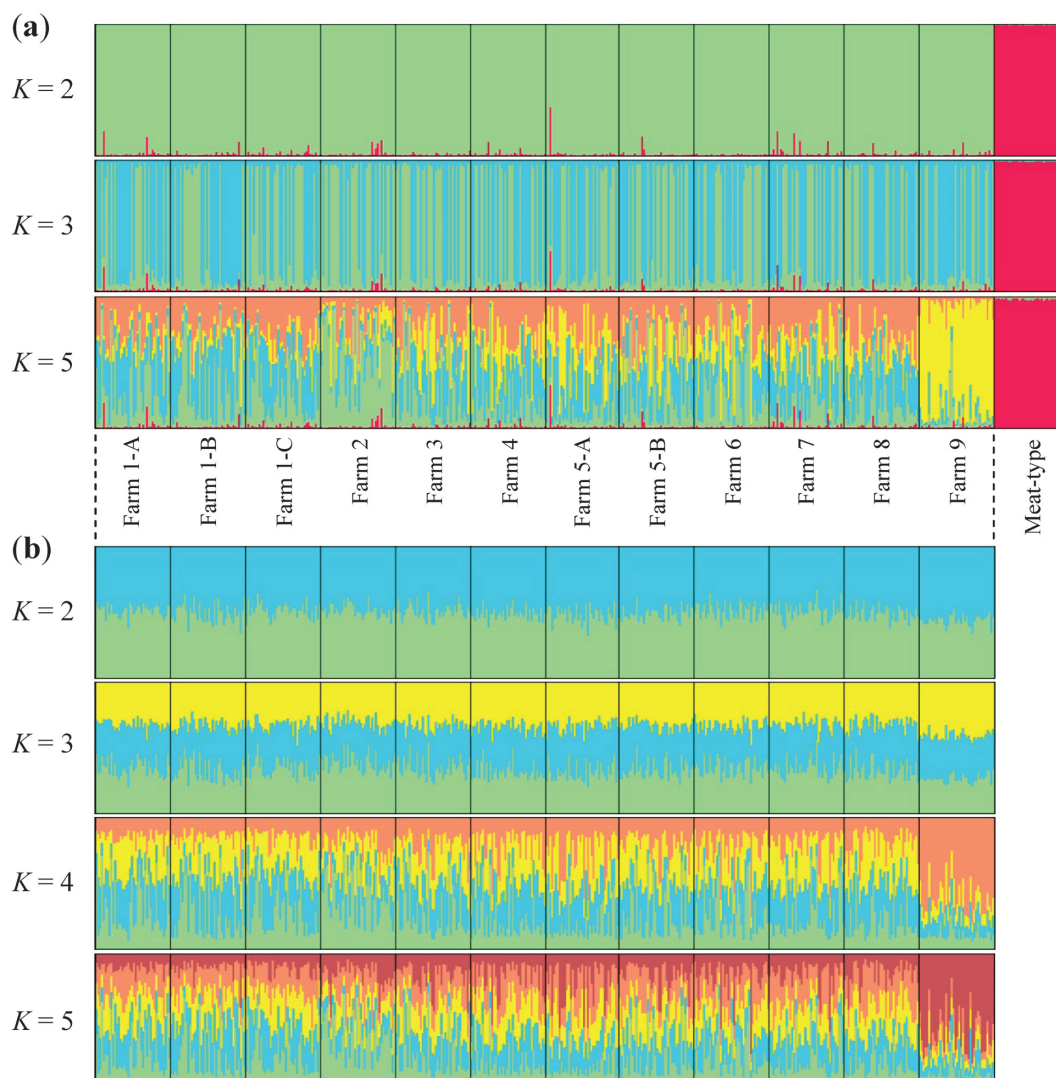 (a)
K = 2
K = 3
K = 5
Farm 1-A
Farm 1-B
Farm 1-C
Farm 2
Farm 3
Farm 4
Farm 5-A
Farm 5-B
Farm 6
Farm 7
Farm 8
Farm 9
Meat-type
(b)
K = 2
K = 3
K = 4
K = 5